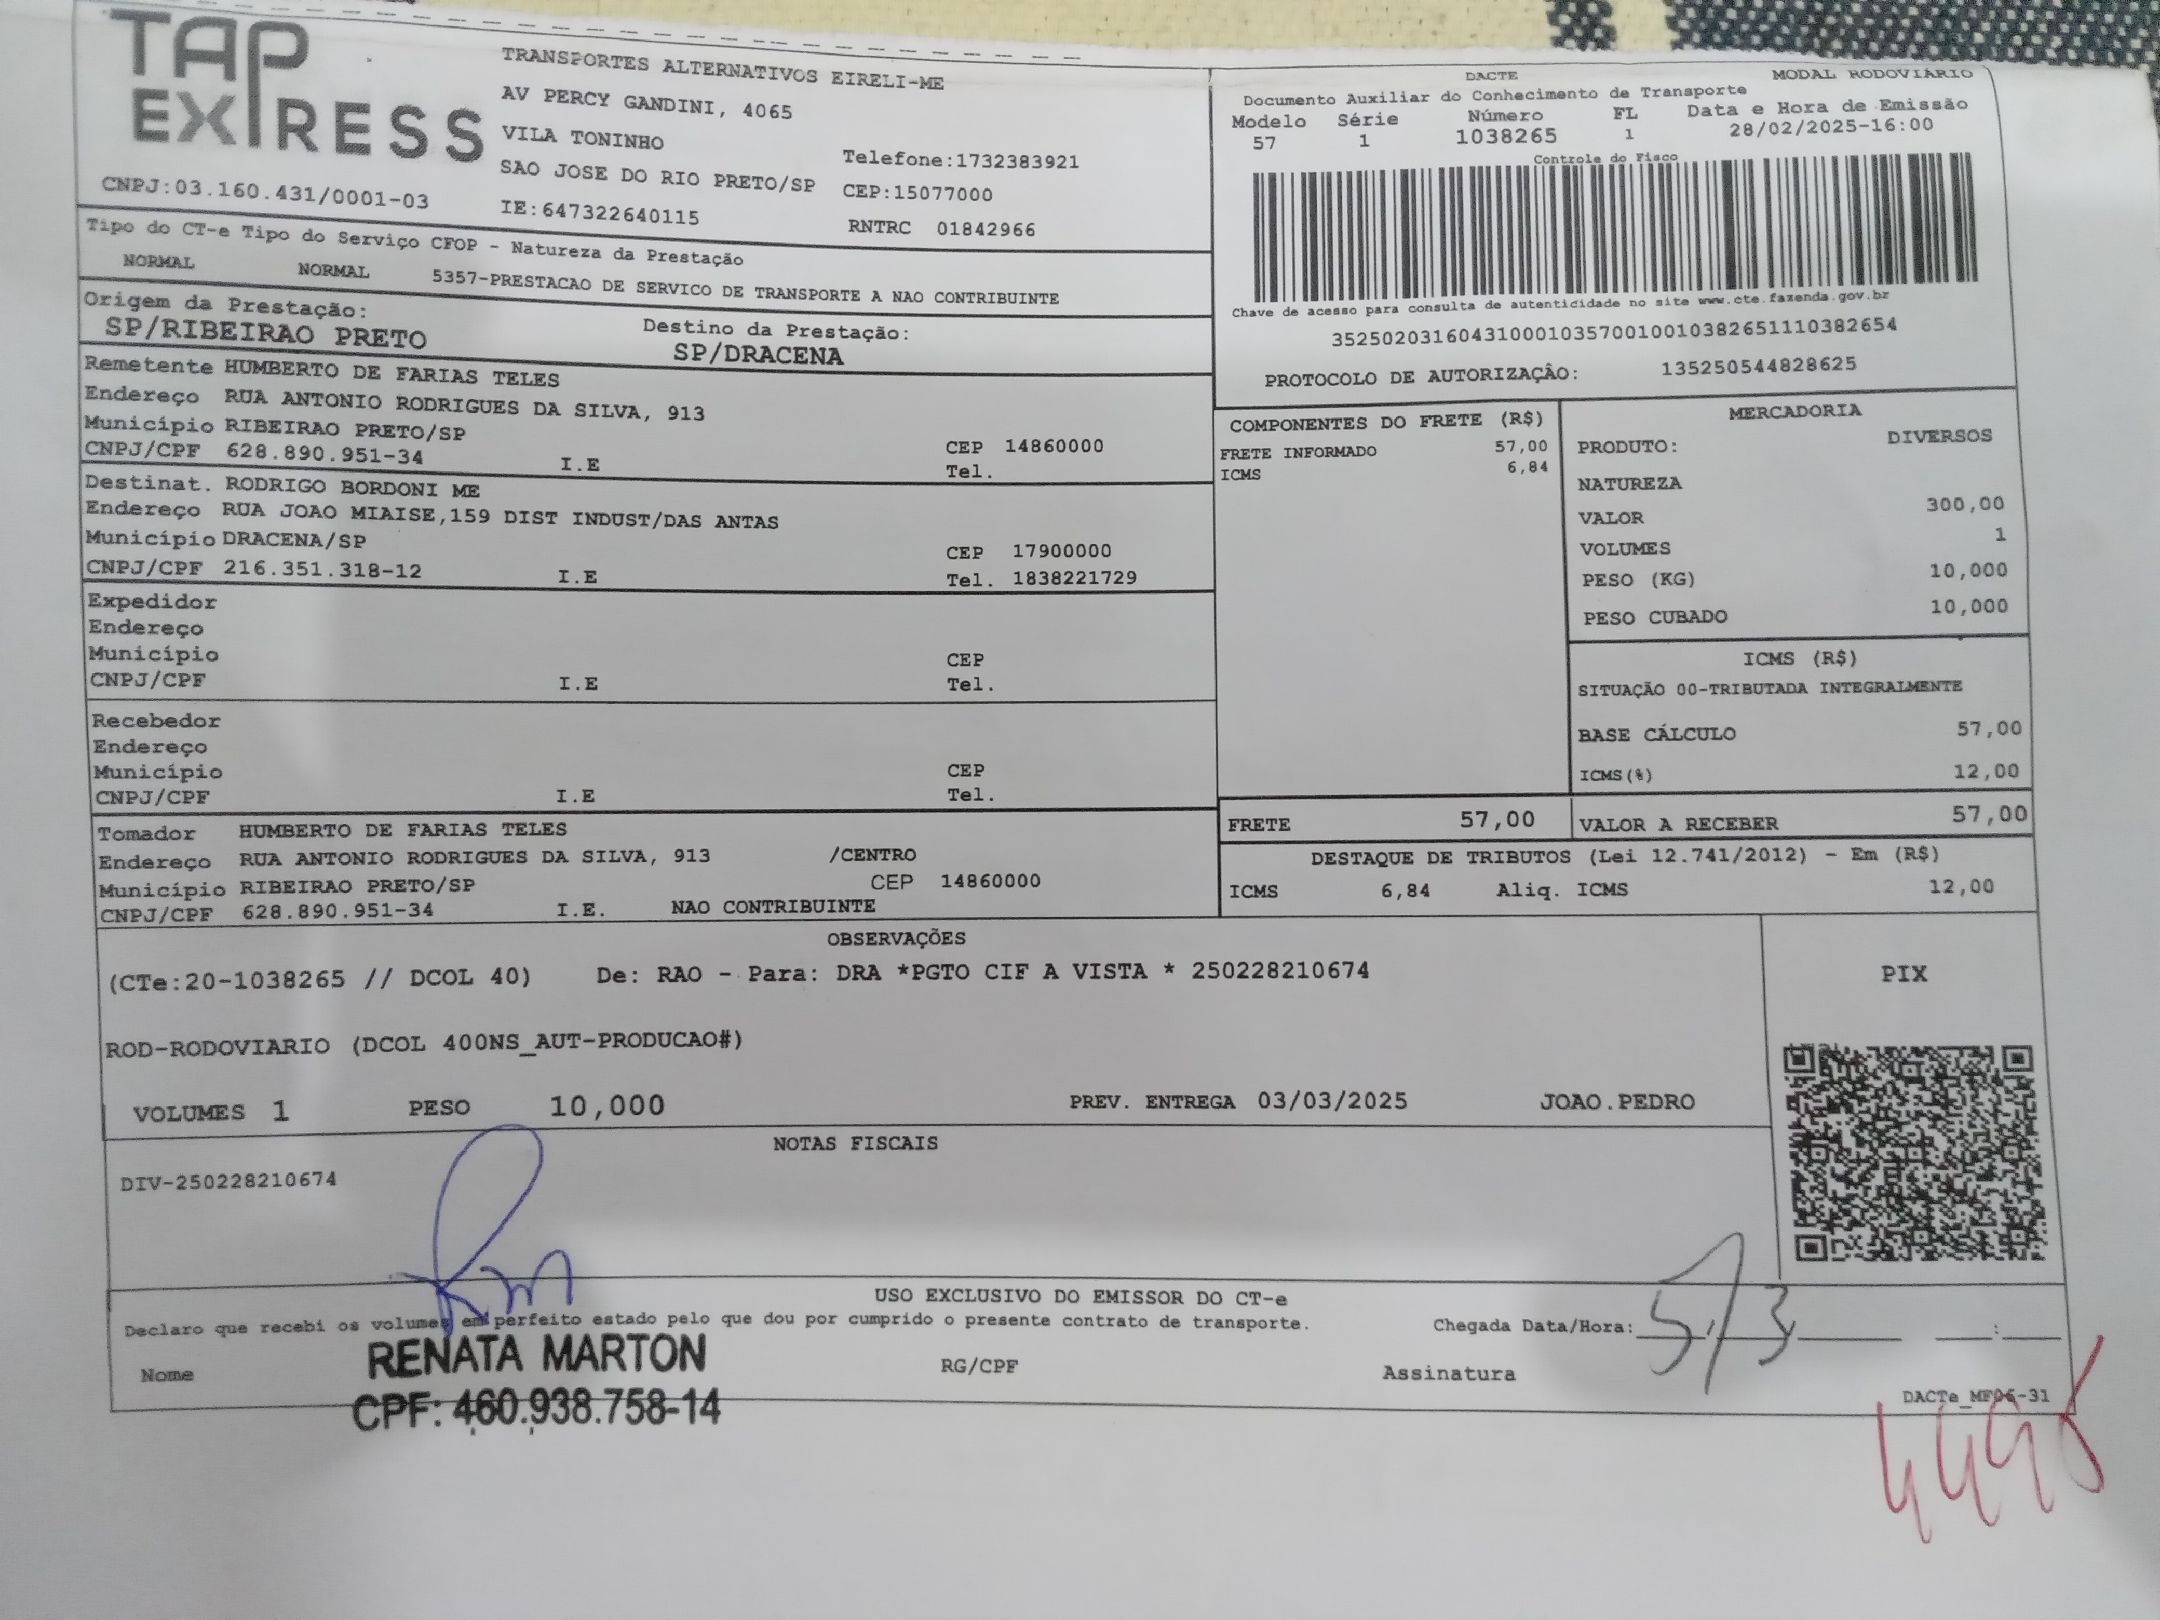 TAP EXPRESS
CNPJ:03.160.431/0001-03
TRANSPORTES ALTERNATIVOS EIRELI-ME
AV PERCY GANDINI, 4065
VILA TONINHO
SAO JOSE DO RIO PRETO/SP
IE:647322640115
Telefone:1732383921
CEP:15077000
RNTRC 01842966
DACTE MODAL RODOVIÁRIO
Documento Auxiliar do Conhecimento de Transporte
Modelo Série Número FL Data e Hora de Emissão
57 1 1038265 1 28/02/2025-16:00
Controle do Fisco
Chave de acesso para consulta de autenticidade no site www.cte.fazenda.gov.br
35250203160431000103570010010382651110382654
PROTOCOLO DE AUTORIZAÇÃO: 135250544828625
Tipo do CT-e Tipo do Serviço CFOP - Natureza da Prestação
NORMAL NORMAL 5357-PRESTACAO DE SERVICO DE TRANSPORTE A NAO CONTRIBUINTE
Origem da Prestação: Destino da Prestação:
SP/RIBEIRAO PRETO SP/DRACENA
Remetente HUMBERTO DE FARIAS TELES
Endereço RUA ANTONIO RODRIGUES DA SILVA, 913
Município RIBEIRAO PRETO/SP CEP 14860000
CNPJ/CPF 628.890.951-34 I.E Tel.
Destinat. RODRIGO BORDONI ME
Endereço RUA JOAO MIAISE,159 DIST INDUST/DAS ANTAS
Município DRACENA/SP CEP 17900000
CNPJ/CPF 216.351.318-12 I.E Tel. 1838221729
Expedidor
Endereço
Município CEP
CNPJ/CPF I.E Tel.
Recebedor
Endereço
Município CEP
CNPJ/CPF I.E Tel.
Tomador HUMBERTO DE FARIAS TELES
Endereço RUA ANTONIO RODRIGUES DA SILVA, 913 /CENTRO
Município RIBEIRAO PRETO/SP CEP 14860000
CNPJ/CPF 628.890.951-34 I.E. NAO CONTRIBUINTE
COMPONENTES DO FRETE (R$)
FRETE INFORMADO 57,00
ICMS 6,84
MERCADORIA
PRODUTO: DIVERSOS
NATUREZA
VALOR 300,00
VOLUMES 1
PESO (KG) 10,000
PESO CUBADO 10,000
ICMS (R$)
SITUAÇÃO 00-TRIBUTADA INTEGRALMENTE
BASE CÁLCULO 57,00
ICMS(%) 12,00
FRETE 57,00 VALOR A RECEBER 57,00
DESTAQUE DE TRIBUTOS (Lei 12.741/2012) - Em (R$)
ICMS 6,84 Aliq. ICMS 12,00
OBSERVAÇÕES
(CTe:20-1038265 // DCOL 40) De: RAO - Para: DRA *PGTO CIF A VISTA * 250228210674
ROD-RODOVIARIO (DCOL 400NS_AUT-PRODUCAO#)
VOLUMES 1 PESO 10,000 PREV. ENTREGA 03/03/2025 JOAO.PEDRO
PIX
NOTAS FISCAIS
DIV-250228210674
USO EXCLUSIVO DO EMISSOR DO CT-e
Declaro que recebi os volumes em perfeito estado pelo que dou por cumprido o presente contrato de transporte.
Chegada Data/Hora: 5/3
Nome RENATA MARTON RG/CPF Assinatura
CPF: 460.938.758-14
DACTe_MF06-31